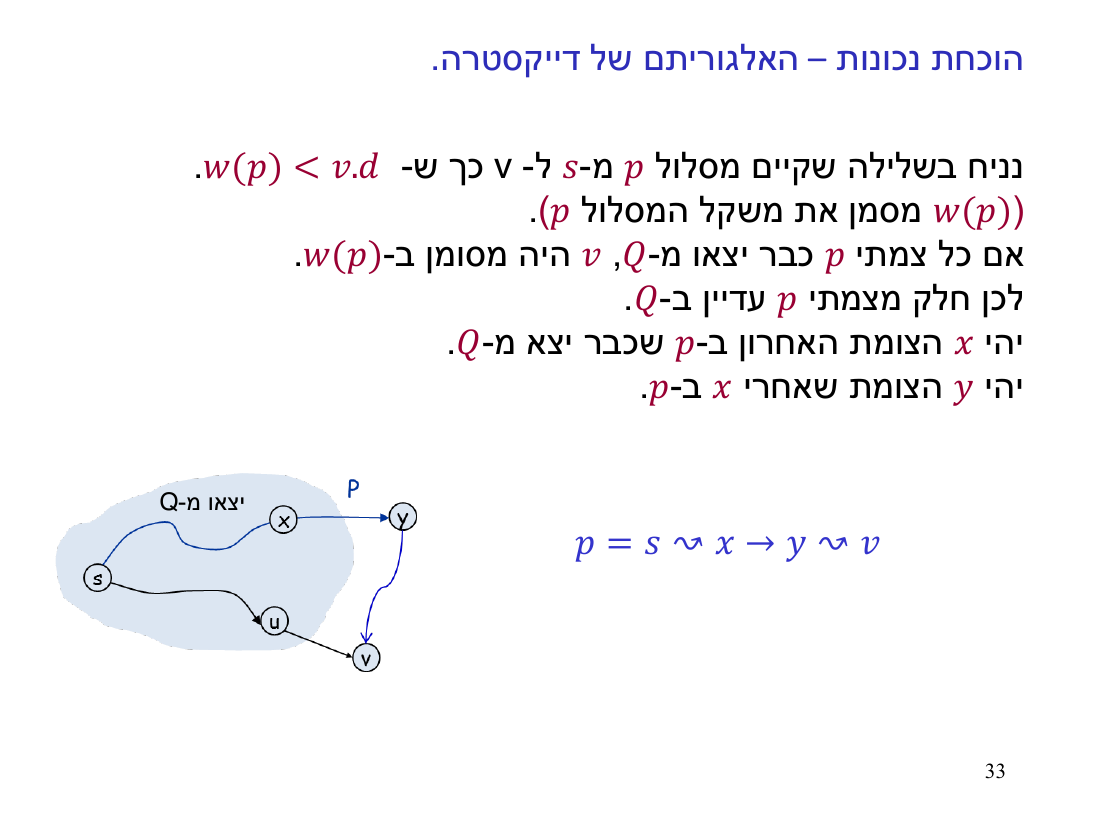 הוכחת נכונות – האלגוריתם של דייקסטרה.
נניח בשלילה שקיים מסלול p מ-s ל- v כך ש- w(p) < v.d.
(w(p) מסמן את משקל המסלול p).
אם כל צמתי p כבר יצאו מ-Q, v היה מסומן ב-w(p).
לכן חלק מצמתי p עדיין ב-Q.
יהי x הצומת האחרון ב-p שכבר יצא מ-Q.
יהי y הצומת שאחרי x ב-p.
יצאו מ-Q
P
x
y
s
u
v
p = s ⤳ x → y ⤳ v
33